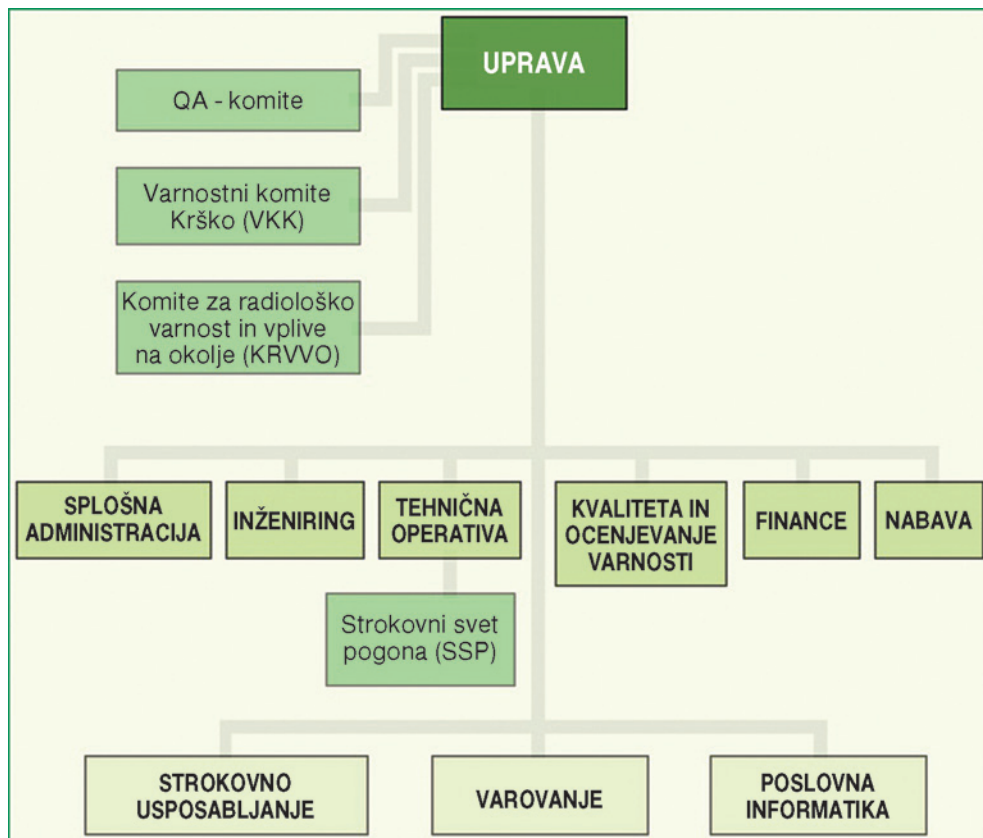 UPRAVA
QA - komite
Varnostni komite
Krško (VKK)
Komite za radiološko
varnost in vplive
na okolje (KRVVO)
SPLOŠNA
ADMINISTRACIJA
INŽENIRING
TEHNIČNA
OPERATIVA
KVALITETA IN
OCENJEVANJE
VARNOSTI
FINANCE
NABAVA
Strokovni svet
pogona (SSP)
STROKOVNO
USPOSABLJANJE
VAROVANJE
POSLOVNA
INFORMATIKA